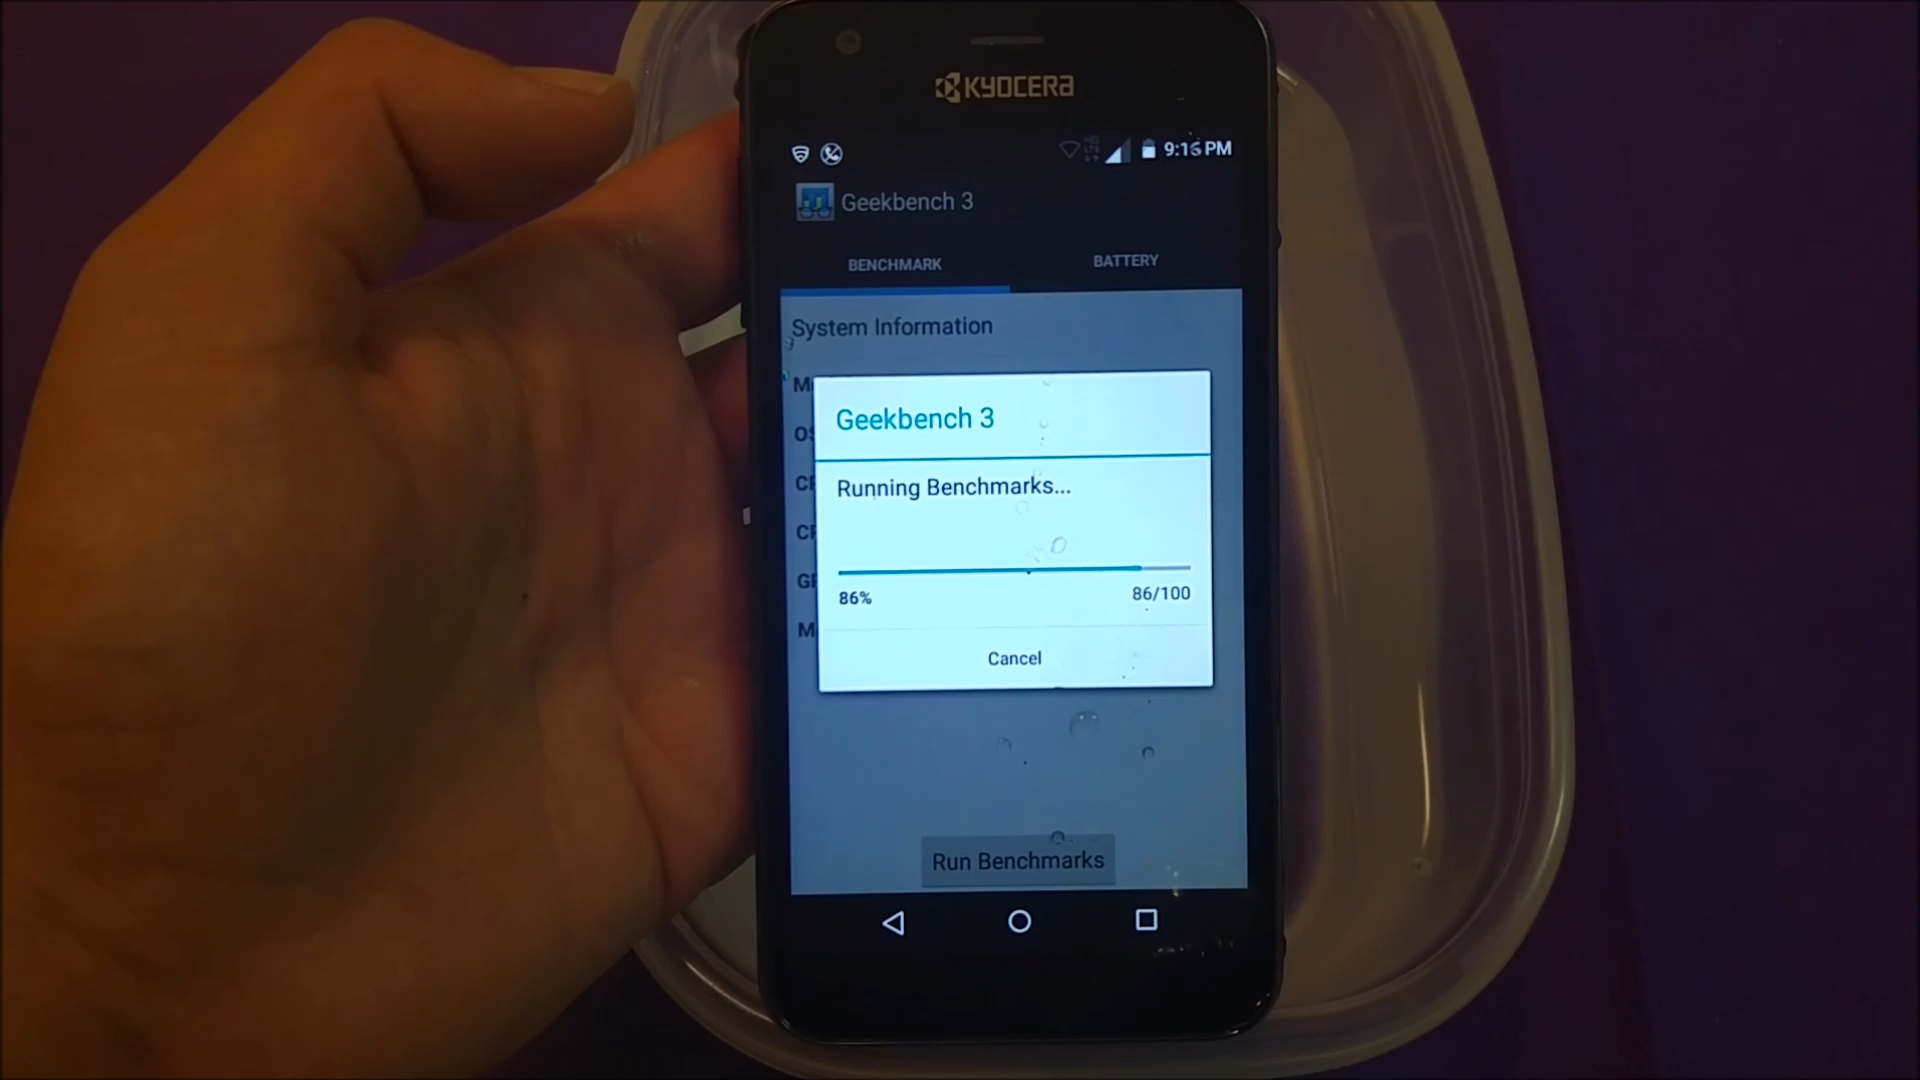 KYOCERA
9:16 PM
Geekbench 3
BENCHMARK
BATTERY
System Information
Geekbench 3
Running Benchmarks...
86%
86/100
Cancel
Run Benchmarks